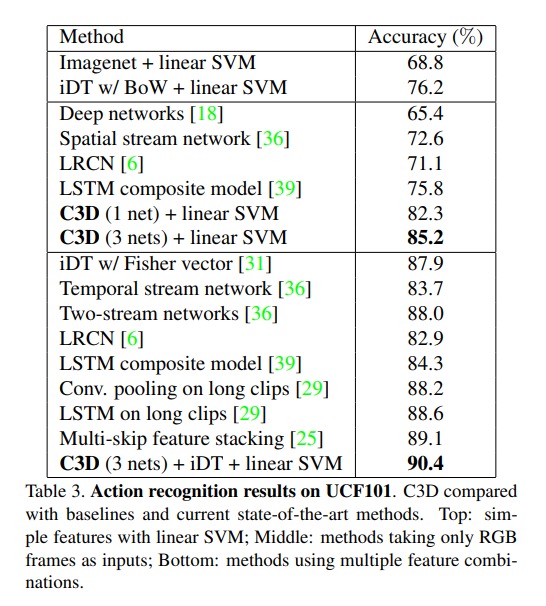 Method Accuracy (%)
Imagenet + linear SVM 68.8
iDT w/ BoW + linear SVM 76.2
Deep networks [18] 65.4
Spatial stream network [36] 72.6
LRCN [6] 71.1
LSTM composite model [39] 75.8
C3D (1 net) + linear SVM 82.3
C3D (3 nets) + linear SVM 85.2
iDT w/ Fisher vector [31] 87.9
Temporal stream network [36] 83.7
Two-stream networks [36] 88.0
LRCN [6] 82.9
LSTM composite model [39] 84.3
Conv. pooling on long clips [29] 88.2
LSTM on long clips [29] 88.6
Multi-skip feature stacking [25] 89.1
C3D (3 nets) + iDT + linear SVM 90.4
Table 3. Action recognition results on UCF101. C3D compared
with baselines and current state-of-the-art methods. Top: sim-
ple features with linear SVM; Middle: methods taking only RGB
frames as inputs; Bottom: methods using multiple feature combi-
nations.